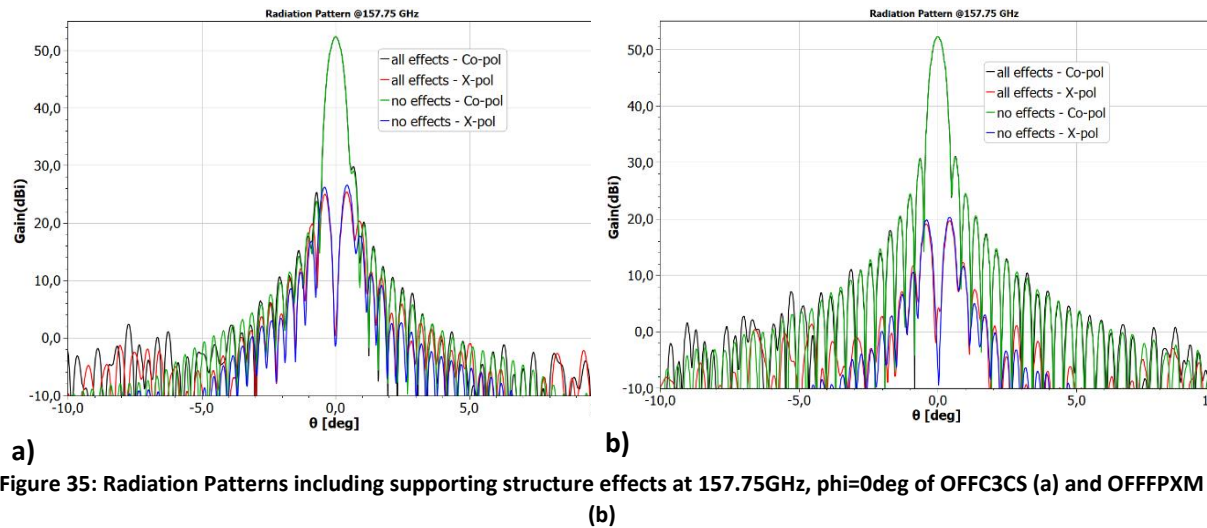 Radiation Pattern @157.75 GHz
50,0
40,0
30,0
20,0
10,0
0,0
-10,0
Gain(dBi)
all effects - Co-pol
all effects - X-pol
no effects - Co-pol
no effects - X-pol
-10,0 -5,0 0,0 5,0
θ [deg]
a)
Radiation Pattern @157.75 GHz
50,0
40,0
30,0
20,0
10,0
0,0
-10,0
Gain(dBi)
all effects - Co-pol
all effects - X-pol
no effects - Co-pol
no effects - X-pol
-10,0 -5,0 0,0 5,0 1
θ [deg]
b)
Figure 35: Radiation Patterns including supporting structure effects at 157.75GHz, phi=0deg of OFFC3CS (a) and OFFFPXM
(b)